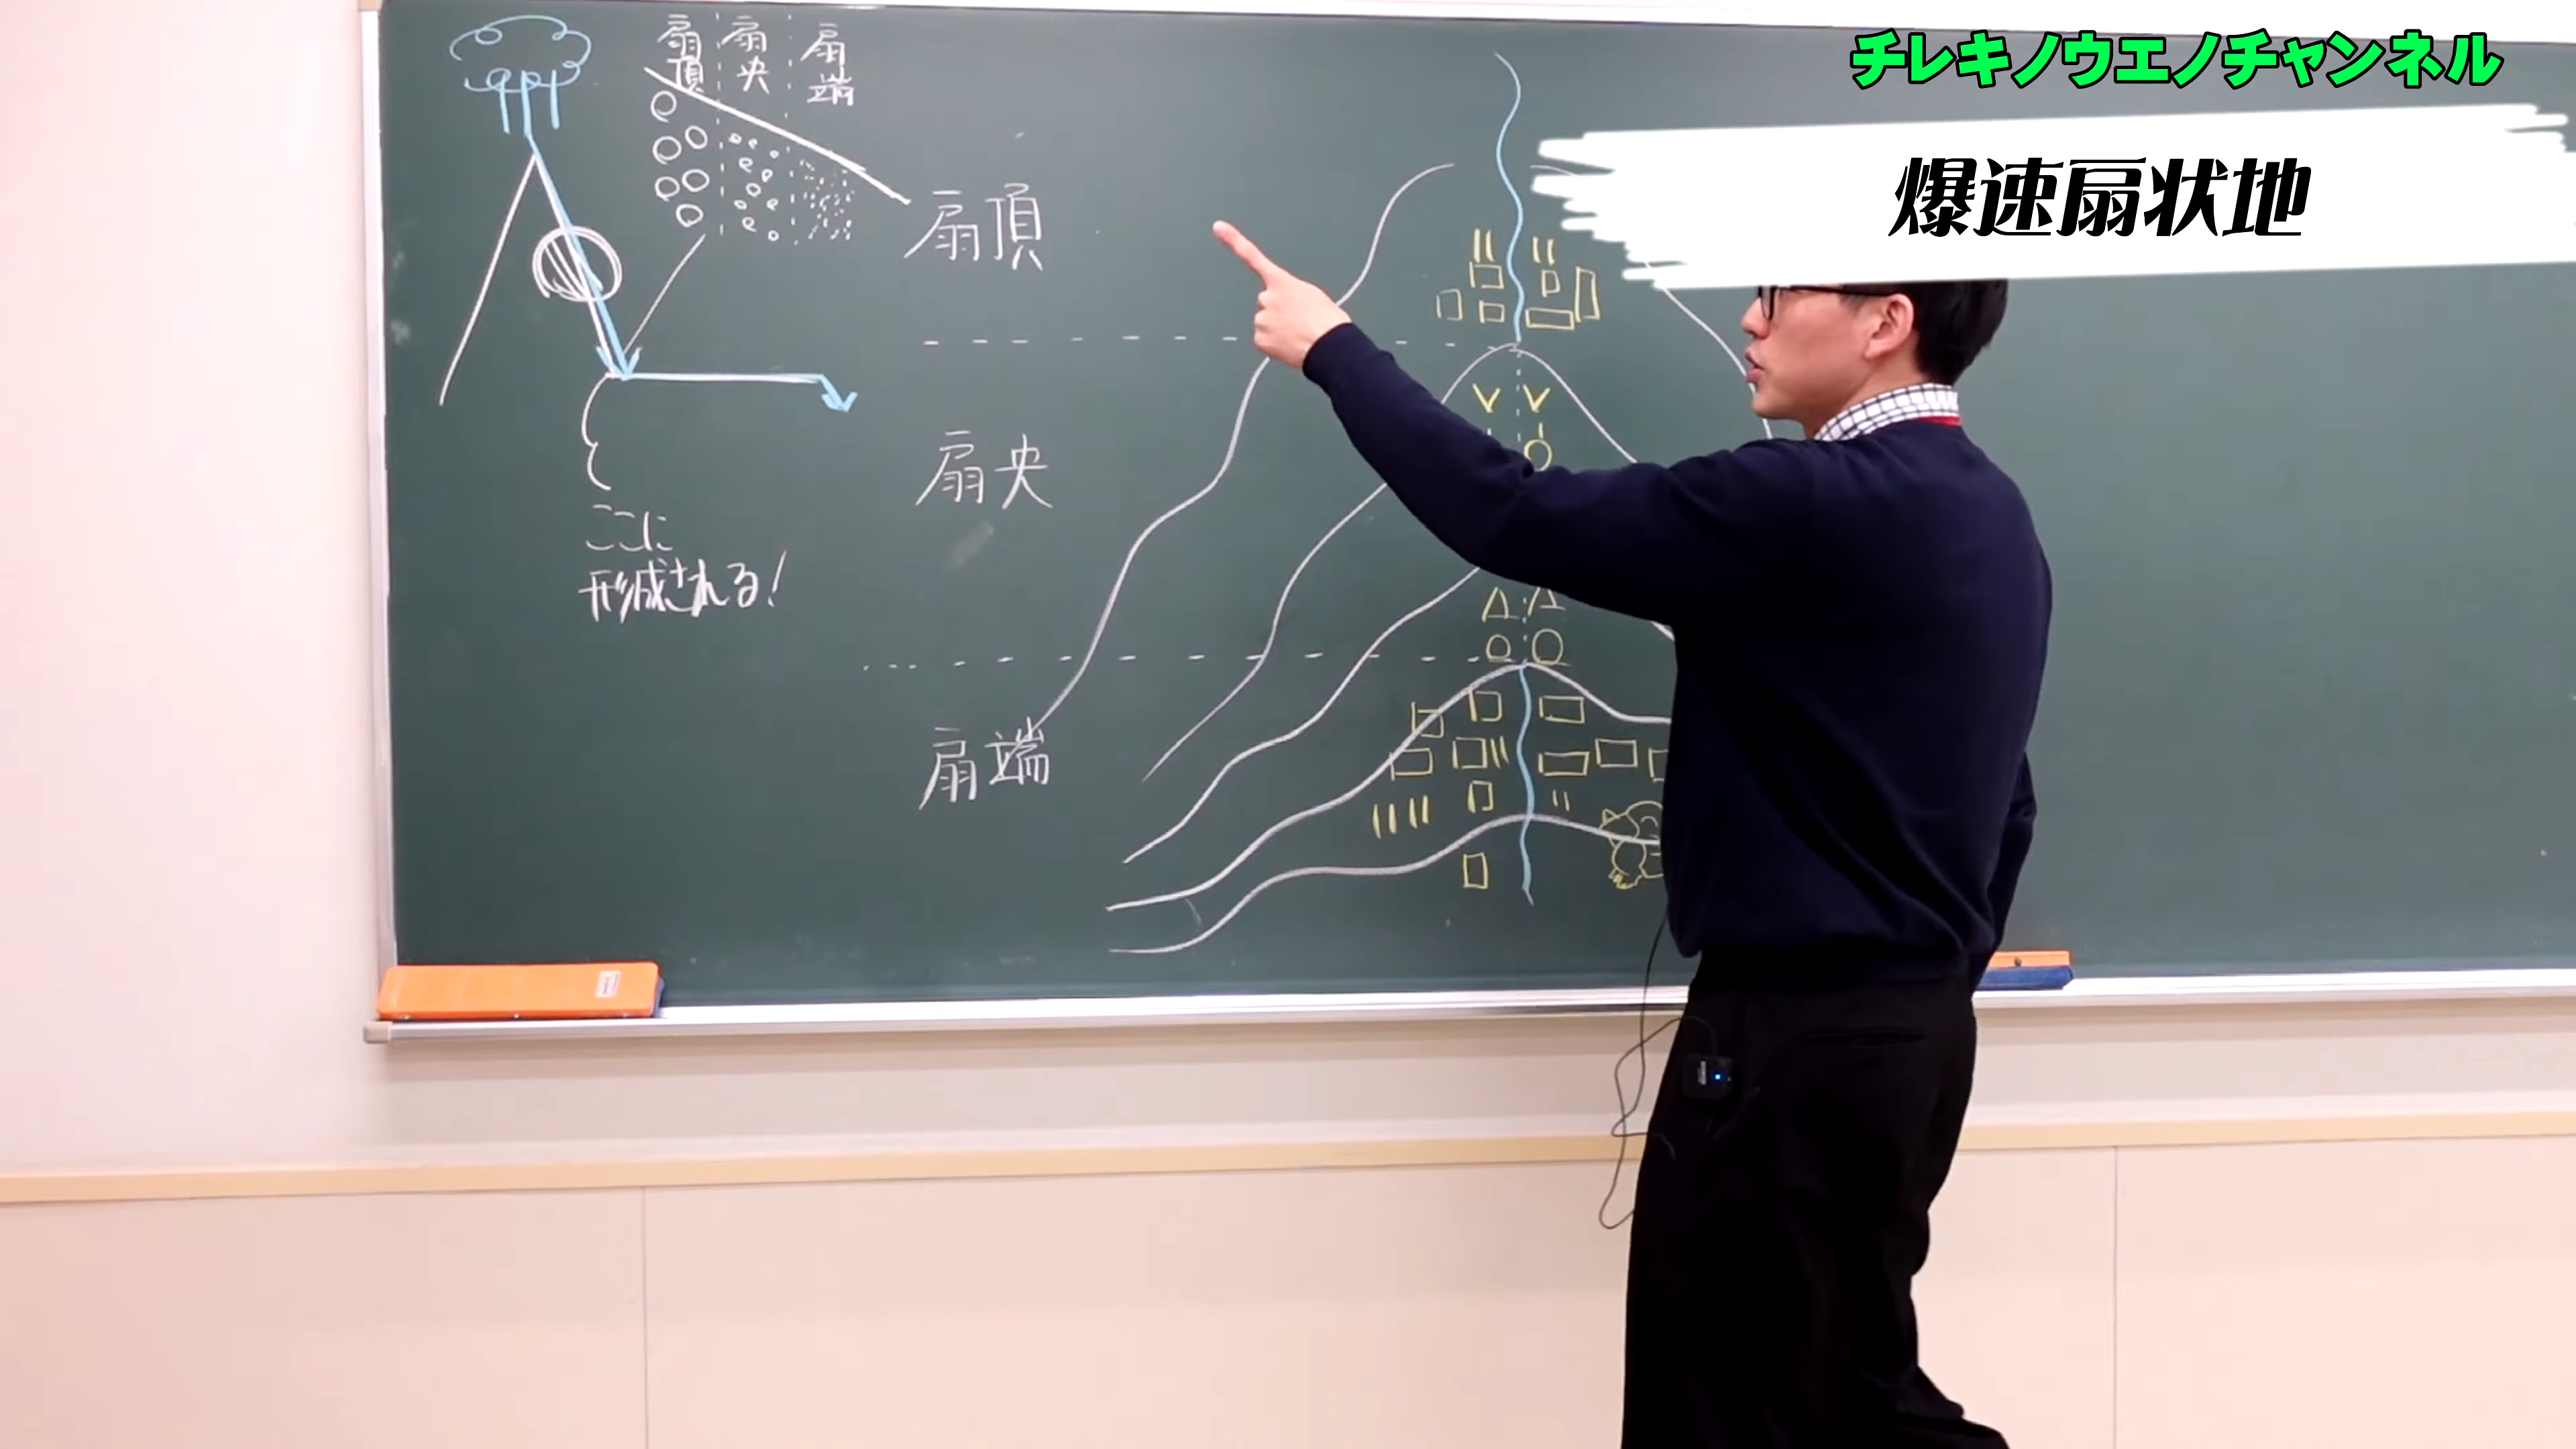 チレキノウエノチャンネル
爆速扇状地
扇頂
扇央
扇端
扇頂
扇央
扇端
ここに
形成される!